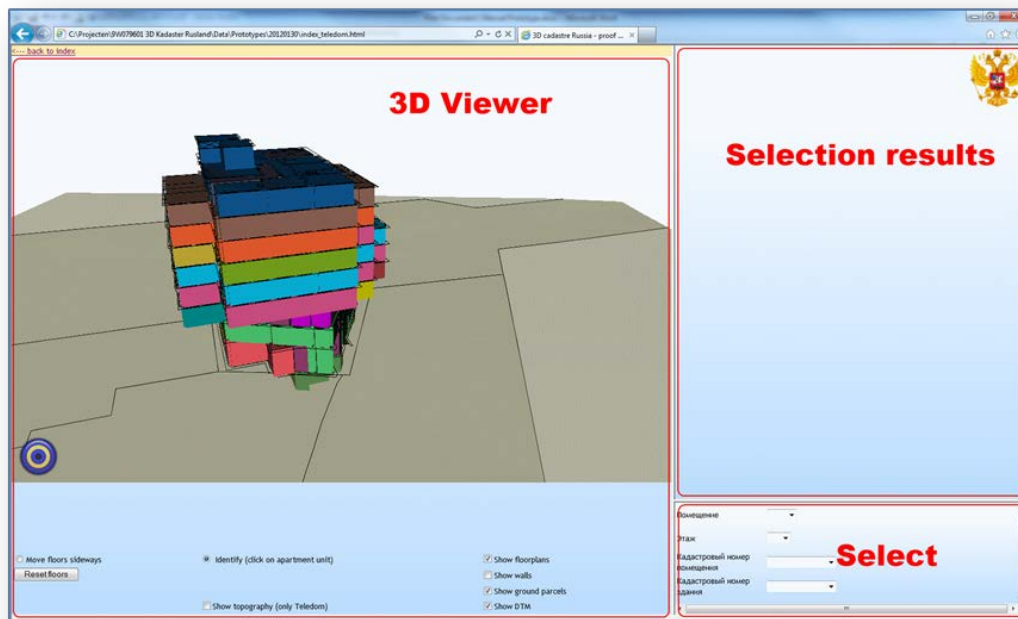 C:\Projecten\9W079601 3D Kadaster Rusland\Data\Prototypes\20120130\index_teledom.html
3D cadastre Russia - proof ...
<--- back to index
3D Viewer
Selection results
Move floors sideways
Identify (click on apartment unit)
Show floorplans
Reset floors
Show walls
Show ground parcels
Show topography (only Teledom)
Show DTM
Помещение
Этаж
Кадастровый номер
помещения
Кадастровый номер
здания
Select